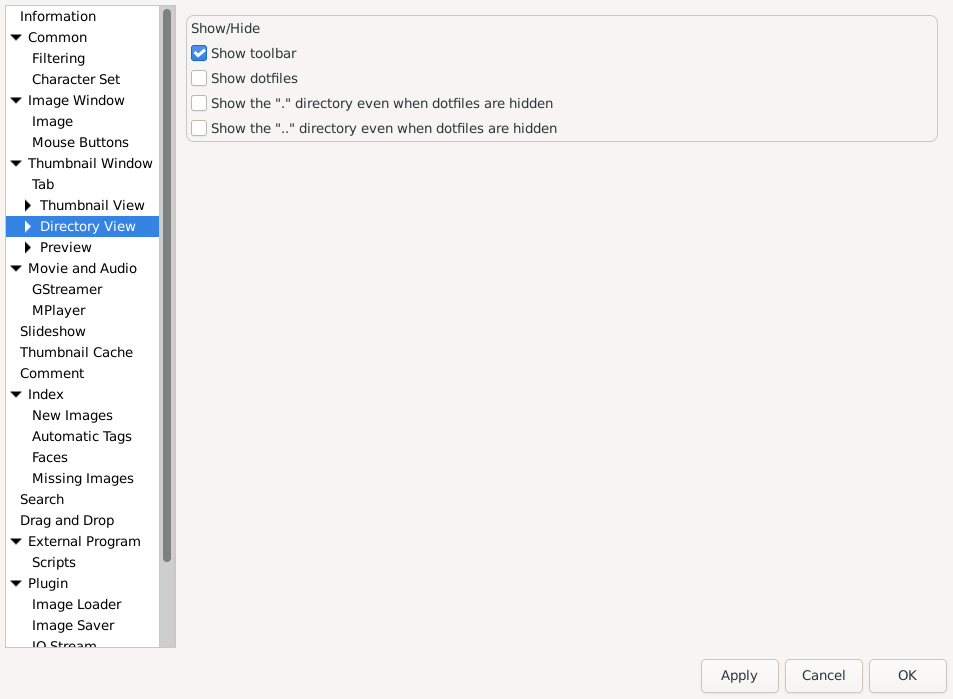 Information
Common
Filtering
Character Set
Image Window
Image
Mouse Buttons
Thumbnail Window
Tab
Thumbnail View
Directory View
Preview
Movie and Audio
GStreamer
MPlayer
Slideshow
Thumbnail Cache
Comment
Index
New Images
Automatic Tags
Faces
Missing Images
Search
Drag and Drop
External Program
Scripts
Plugin
Image Loader
Image Saver
IO Stream
Show/Hide
Show toolbar
Show dotfiles
Show the "." directory even when dotfiles are hidden
Show the ".." directory even when dotfiles are hidden
Apply
Cancel
OK